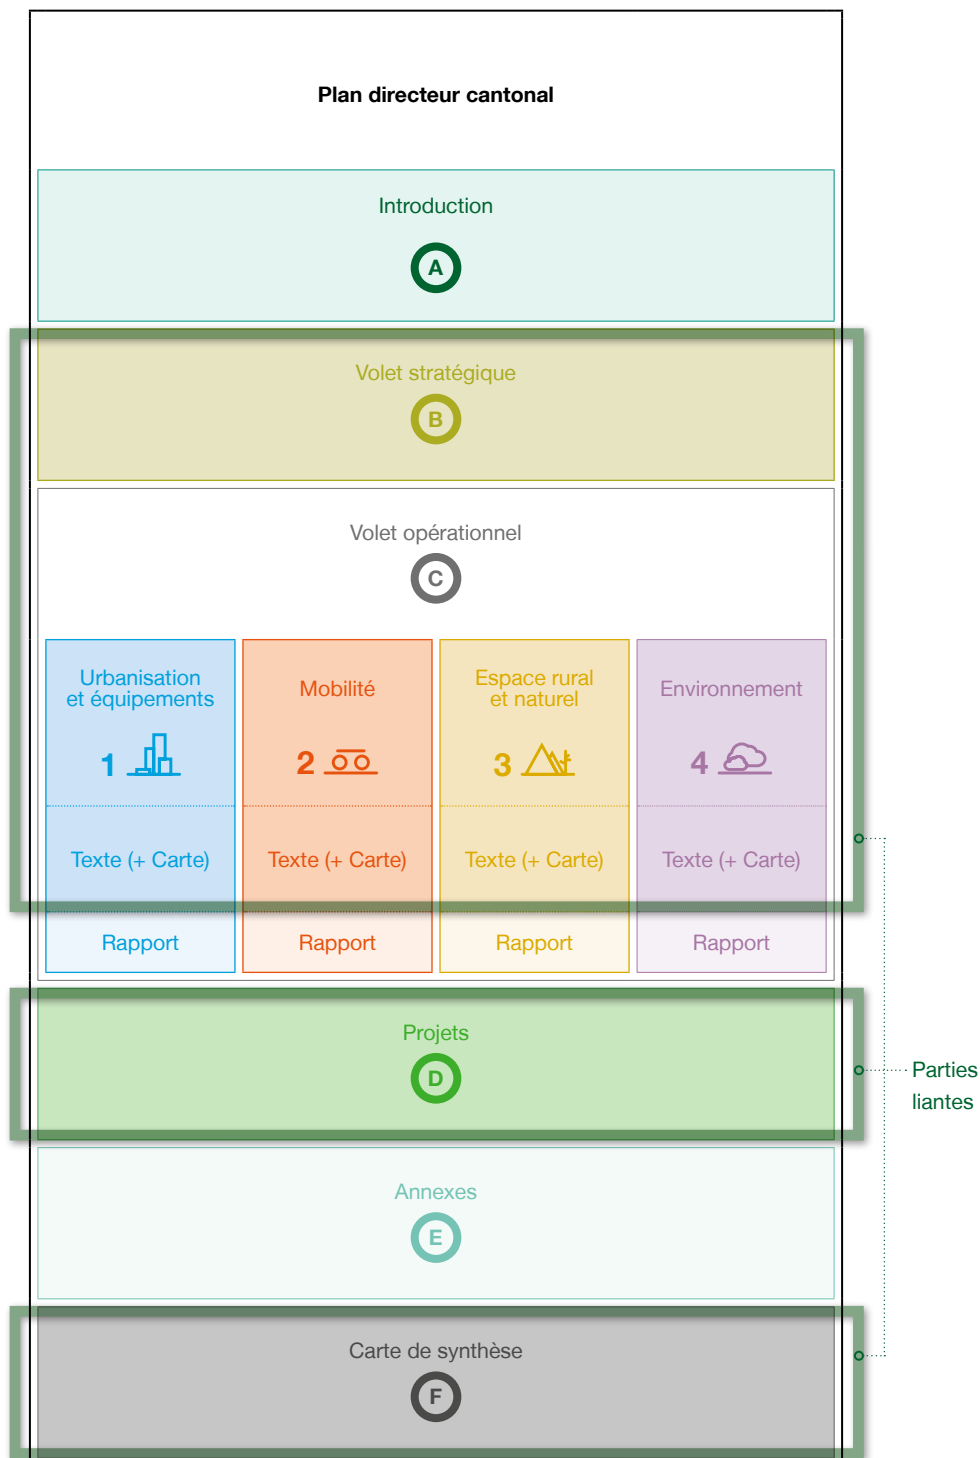 Plan directeur cantonal
Introduction
A
Volet stratégique
B
Volet opérationnel
C
Urbanisation
et équipements
1
Texte (+ Carte)
Rapport
Mobilité
2
Texte (+ Carte)
Rapport
Espace rural
et naturel
3
Texte (+ Carte)
Rapport
Environnement
4
Texte (+ Carte)
Rapport
Projets
D
Parties
liantes
Annexes
E
Carte de synthèse
F